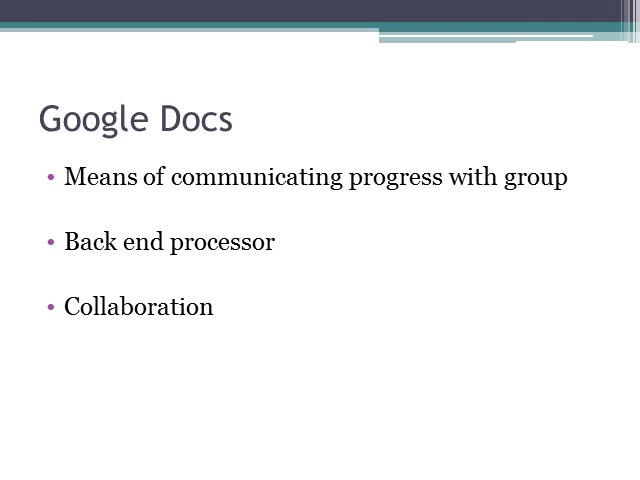 Google Docs
• Means of communicating progress with group
• Back end processor
• Collaboration